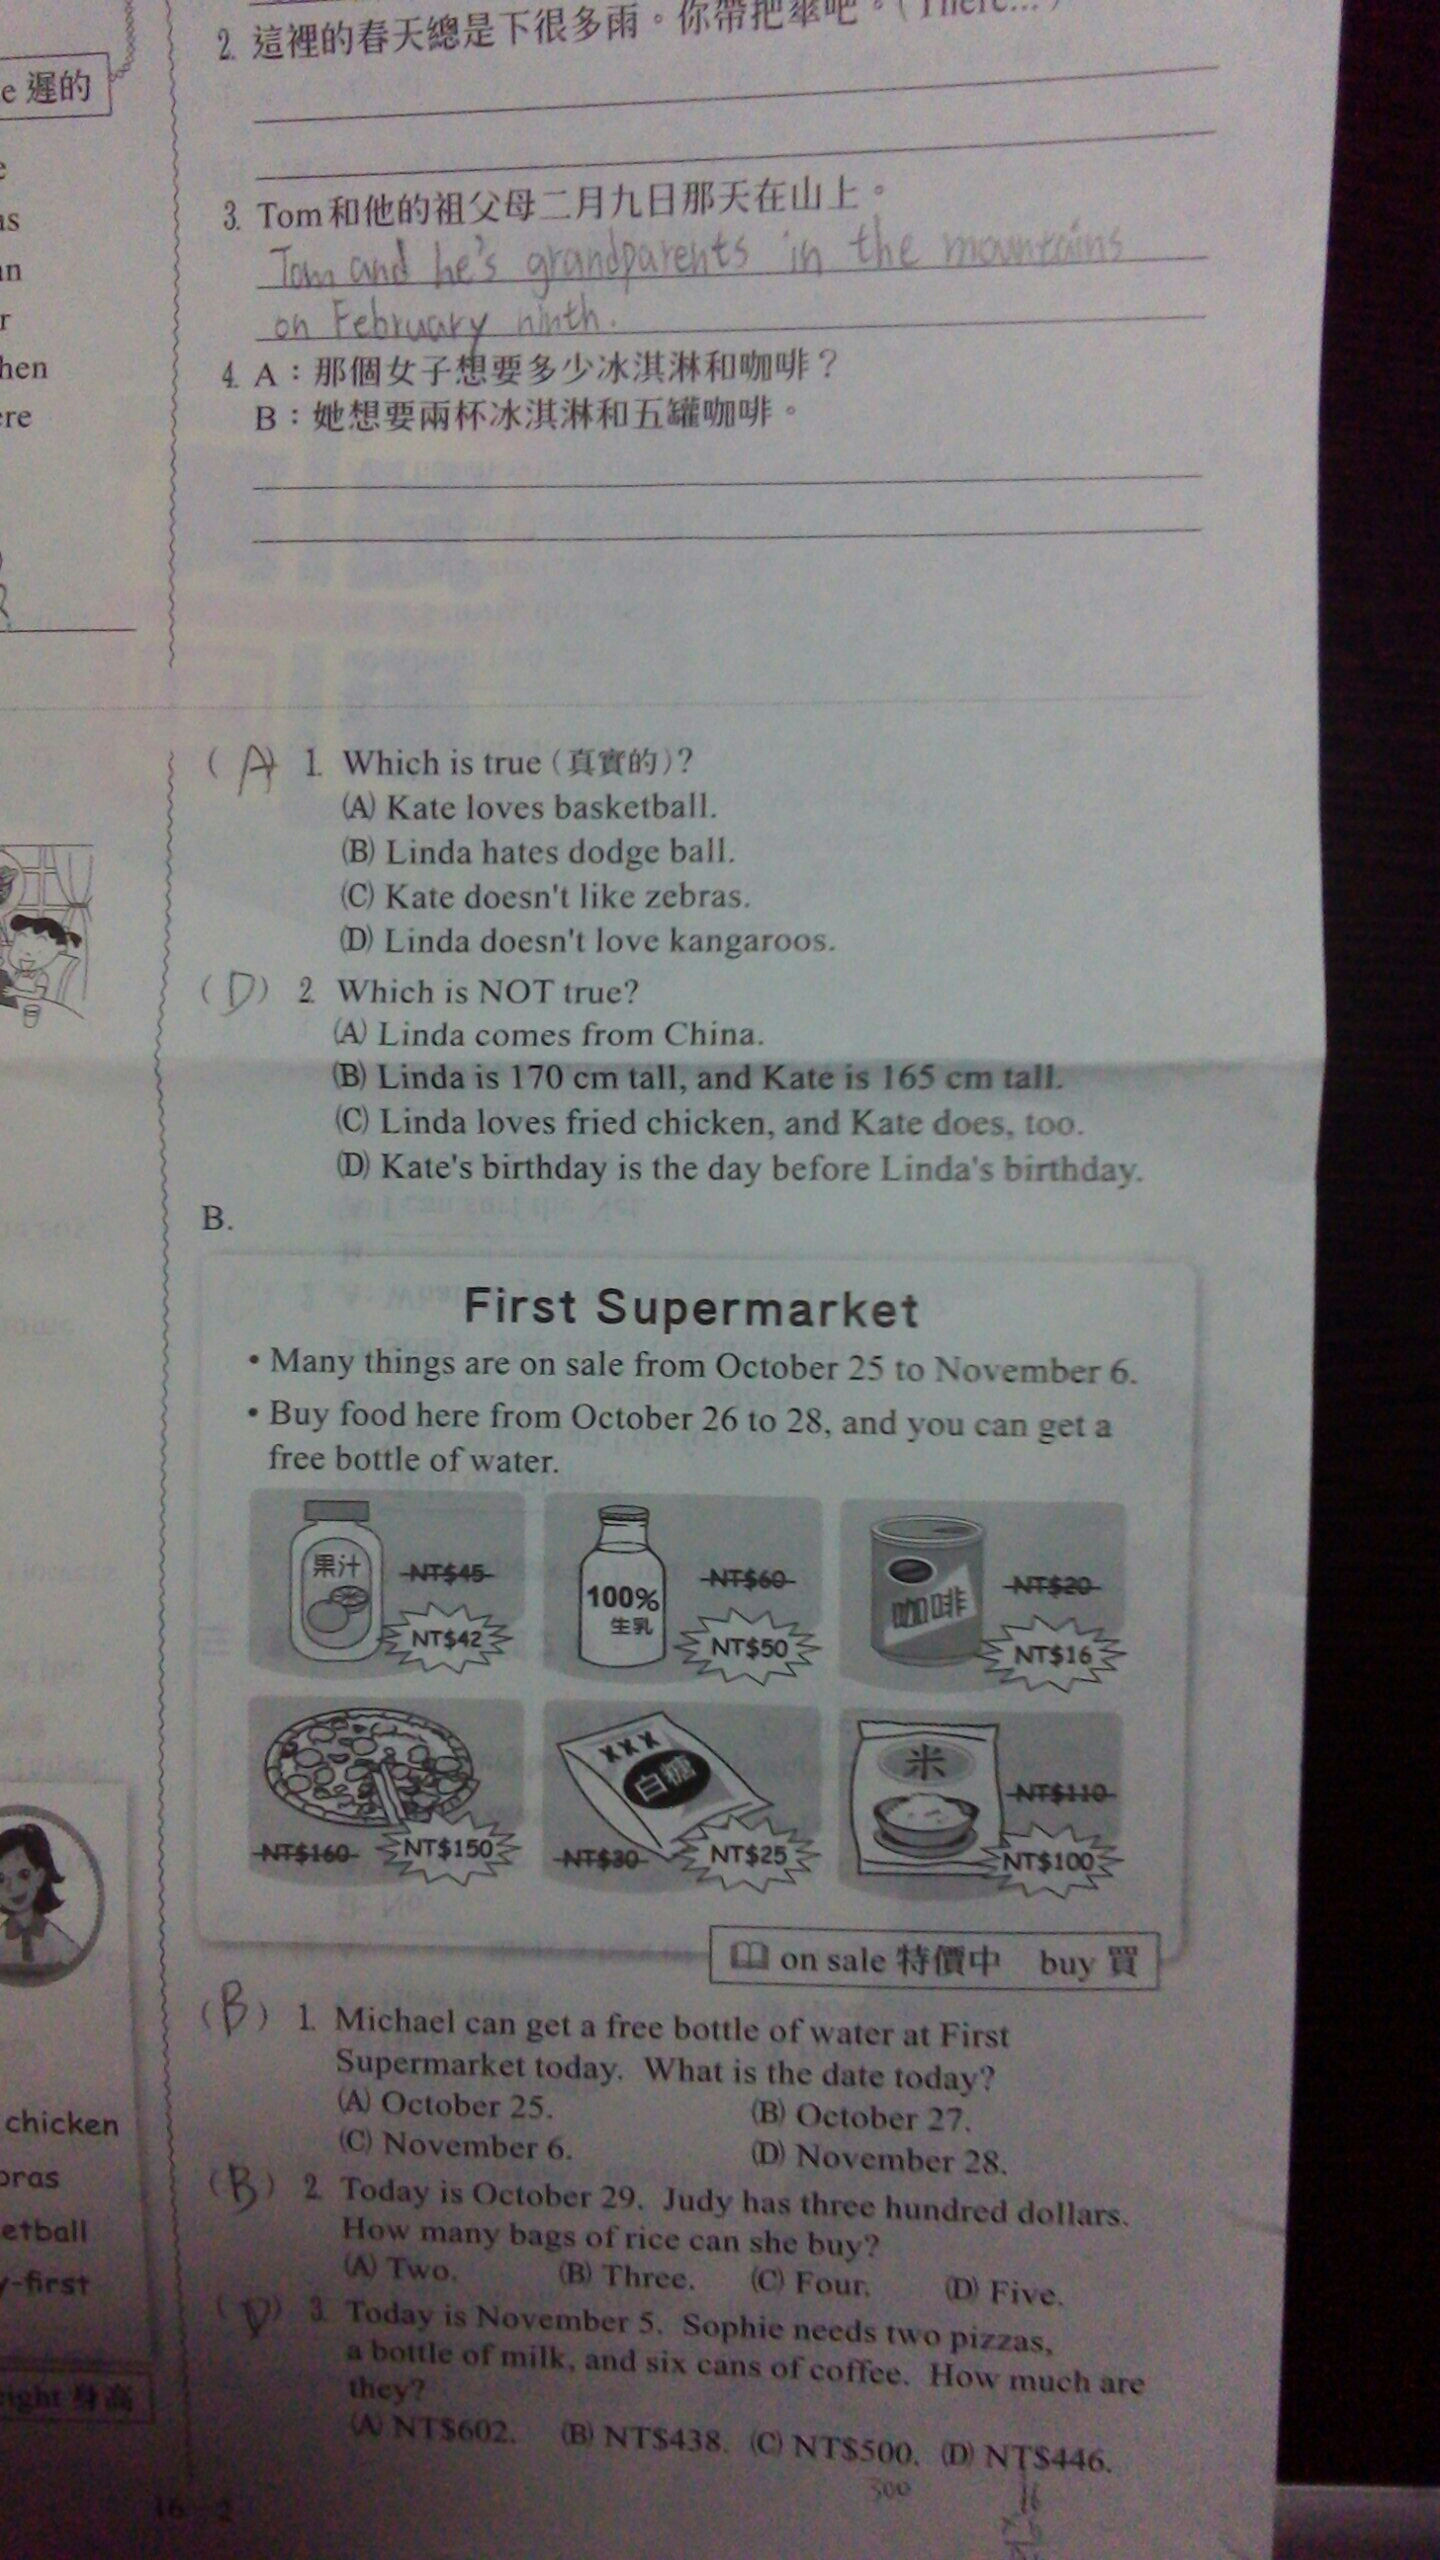 e 遲的
hen
2. 這裡的春天總是下很多雨。你帶把傘吧。(There...)
3. Tom和他的祖父母二月九日那天在山上。
Tom and he's grandparents in the mountains
on February ninth.
4. A：那個女子想要多少冰淇淋和咖啡？
B：她想要兩杯冰淇淋和五罐咖啡。
(A) 1. Which is true (真實的)?
(A) Kate loves basketball.
(B) Linda hates dodge ball.
(C) Kate doesn't like zebras.
(D) Linda doesn't love kangaroos.
(D) 2. Which is NOT true?
(A) Linda comes from China.
(B) Linda is 170 cm tall, and Kate is 165 cm tall.
(C) Linda loves fried chicken, and Kate does, too.
(D) Kate's birthday is the day before Linda's birthday.
B.
First Supermarket
• Many things are on sale from October 25 to November 6.
• Buy food here from October 26 to 28, and you can get a
free bottle of water.
果汁 NT$45 NT$42
100% 生乳 NT$60 NT$50
咖啡 NT$20 NT$16
NT$160 NT$150
XXX 白糖 NT$30 NT$25
米 NT$110 NT$100
on sale 特價中 buy 買
(B) 1. Michael can get a free bottle of water at First
Supermarket today. What is the date today?
(A) October 25. (B) October 27.
(C) November 6. (D) November 28.
(B) 2. Today is October 29. Judy has three hundred dollars.
How many bags of rice can she buy?
(A) Two. (B) Three. (C) Four. (D) Five.
(D) 3. Today is November 5. Sophie needs two pizzas,
a bottle of milk, and six cans of coffee. How much are
they?
(A) NT$602. (B) NT$438. (C) NT$500. (D) NT$446.
chicken
etball
y-first